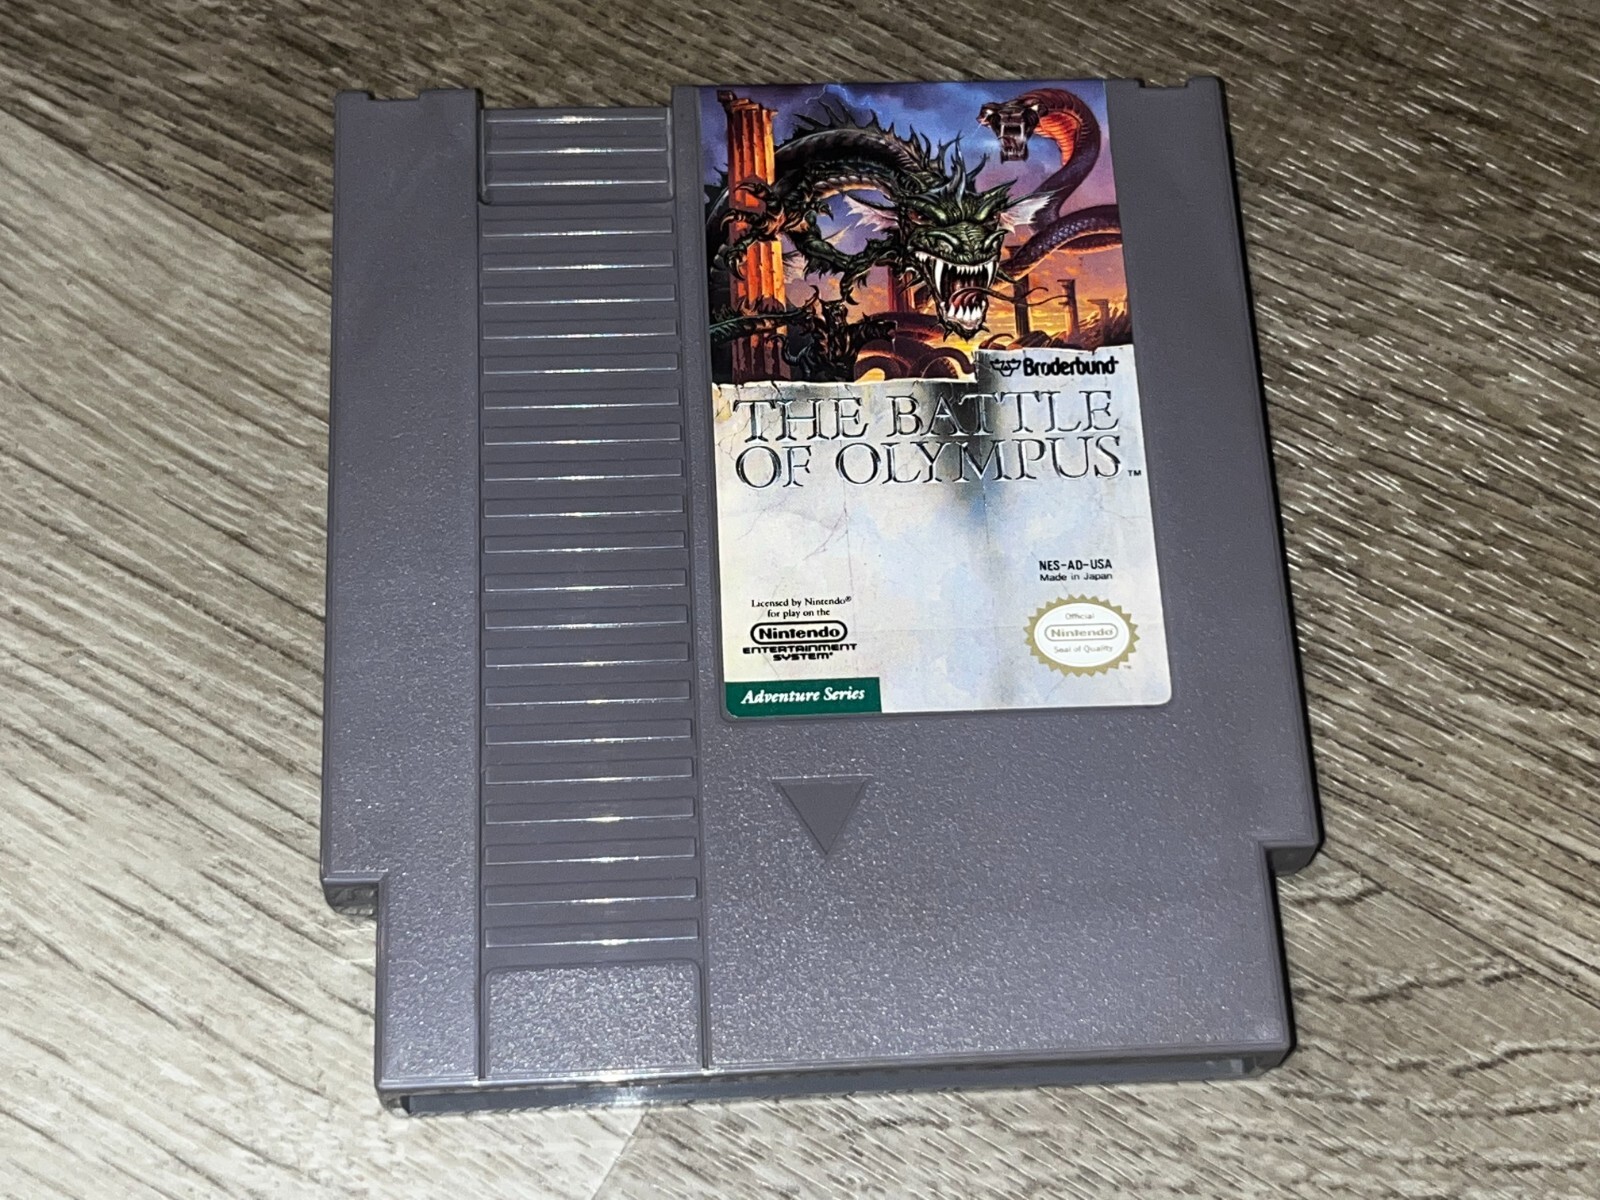 Broderbund
THE BATTLE
OF OLYMPUS™
NES-AD-USA
Made in Japan
Licensed by Nintendo®
for play on the
Nintendo
ENTERTAINMENT
SYSTEM®
Official
Nintendo
Seal of Quality
TM
Adventure Series